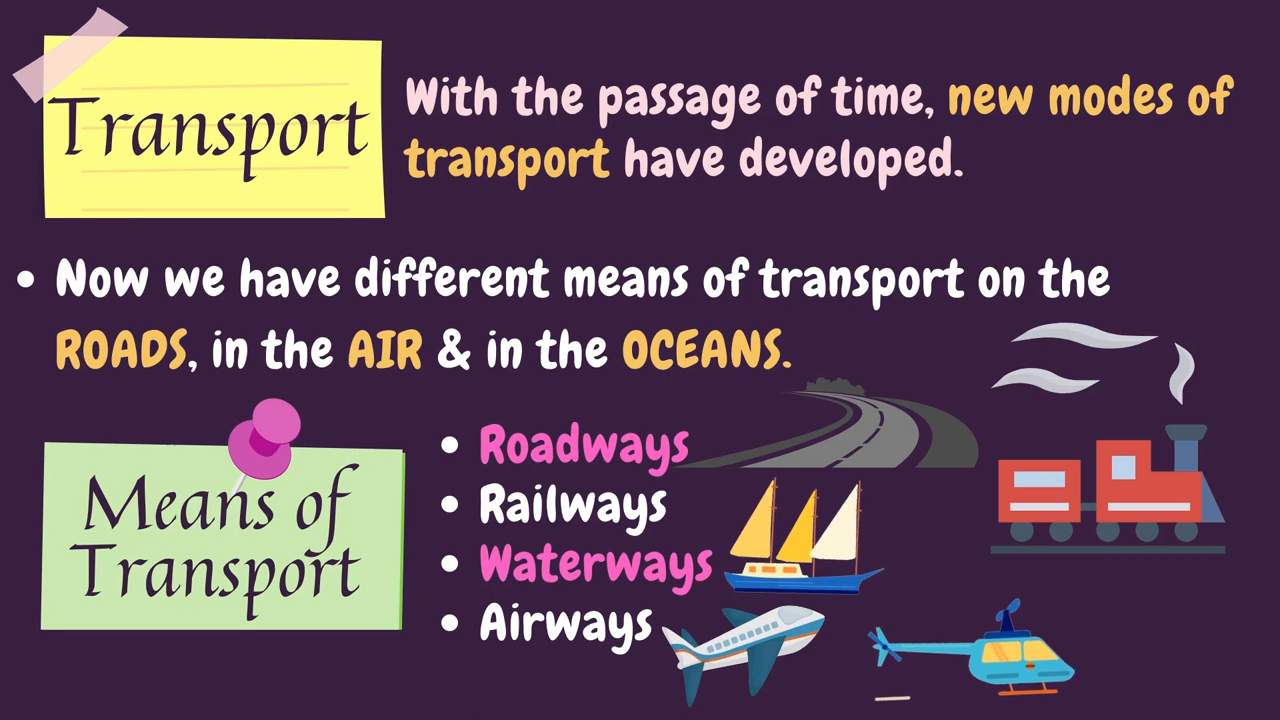 Transport
With the passage of time, new modes of
transport have developed.
• Now we have different means of transport on the
ROADS, in the AIR & in the OCEANS.
Means of
Transport
• Roadways
• Railways
• Waterways
• Airways